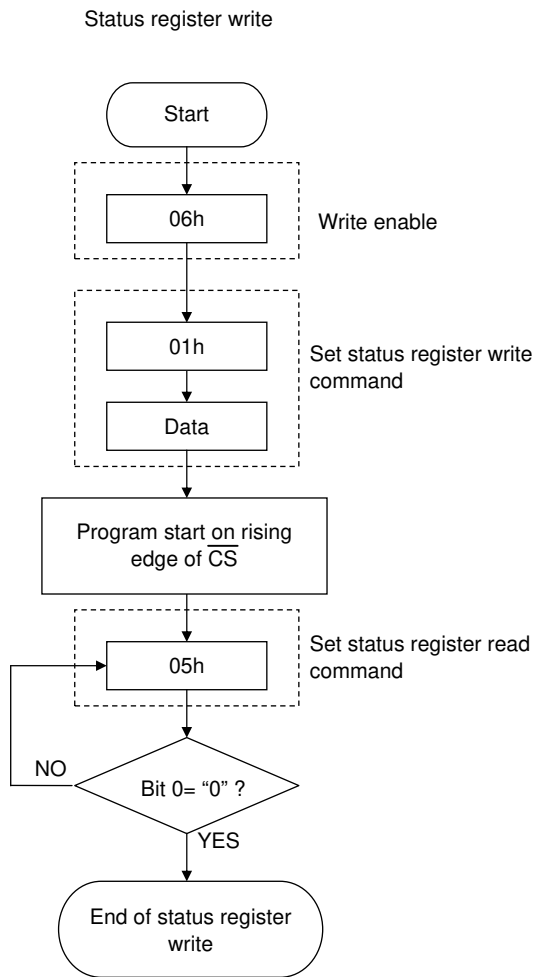 Status register write
Start
06h
Write enable
01h
Set status register write
command
Data
Program start on rising
edge of C̅S̅
05h
Set status register read
command
NO
Bit 0= “0” ?
YES
End of status register
write